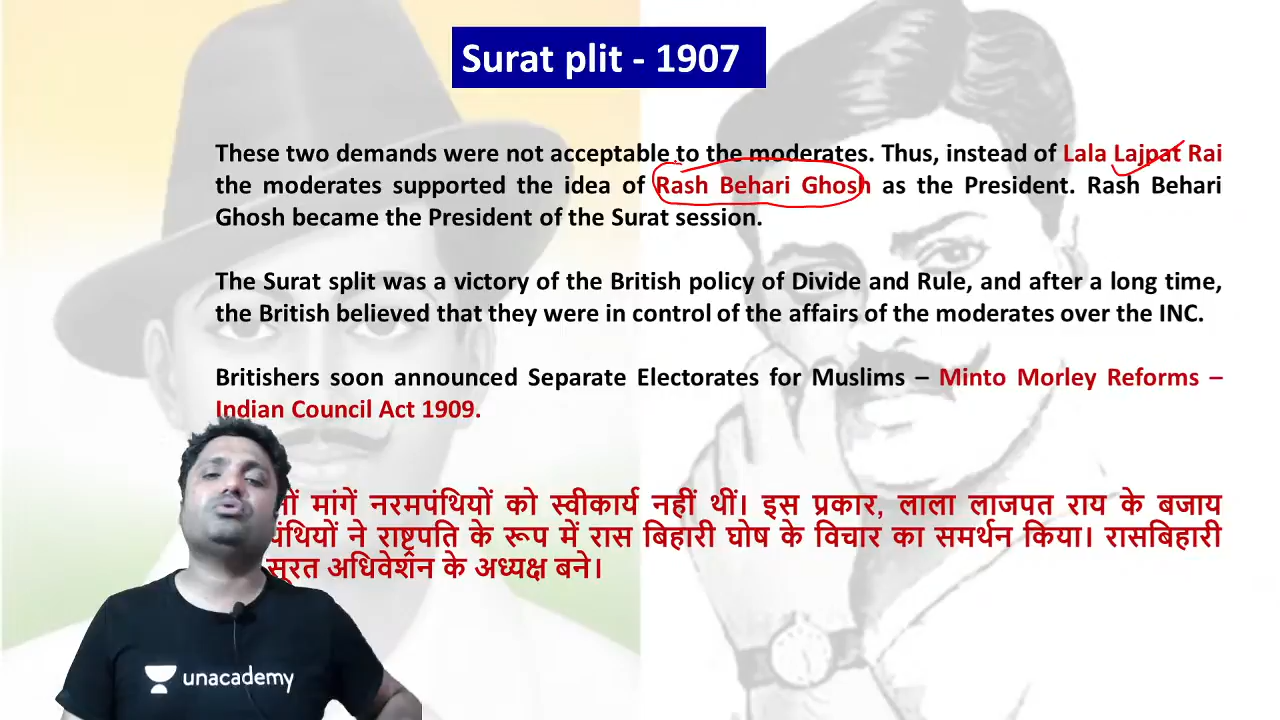 Surat plit - 1907
These two demands were not acceptable to the moderates. Thus, instead of Lala Lajpat Rai
the moderates supported the idea of Rash Behari Ghosh as the President. Rash Behari
Ghosh became the President of the Surat session.
The Surat split was a victory of the British policy of Divide and Rule, and after a long time,
the British believed that they were in control of the affairs of the moderates over the INC.
Britishers soon announced Separate Electorates for Muslims – Minto Morley Reforms –
Indian Council Act 1909.
मांगें नरमपंथियों को स्वीकार्य नहीं थीं। इस प्रकार, लाला लाजपत राय के बजाय
ने राष्ट्रपति के रूप में रास बिहारी घोष के विचार का समर्थन किया। रासबिहारी
सूरत अधिवेशन के अध्यक्ष बने।
unacademy